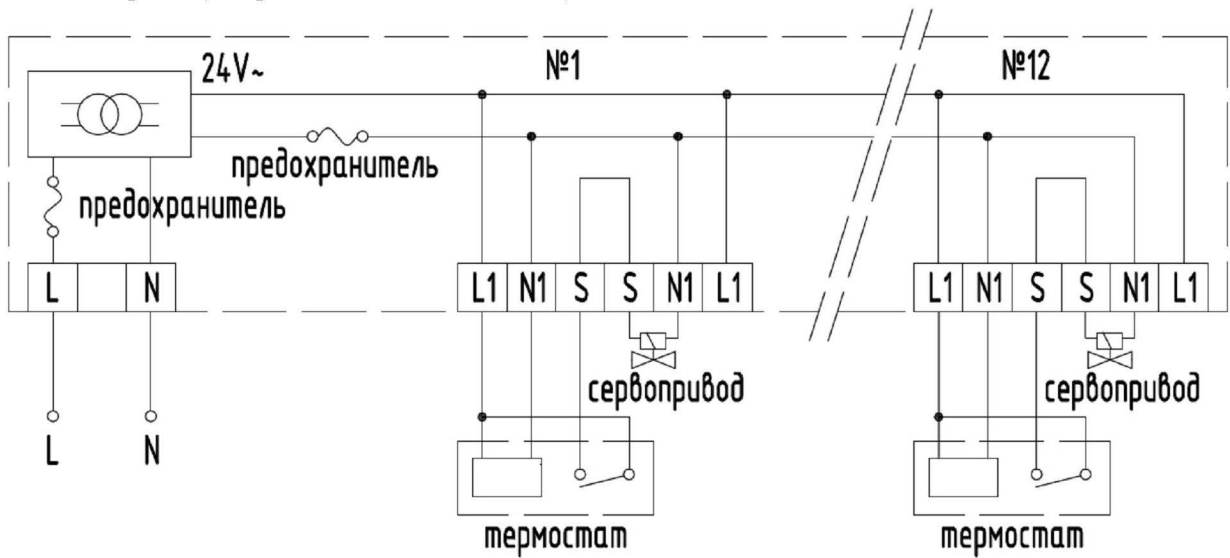 24V~ №1 №12
предохранитель
предохранитель
L N L1 N1 S S N1 L1 L1 N1 S S N1 L1
сервопривод сервопривод
L N
термостат термостат